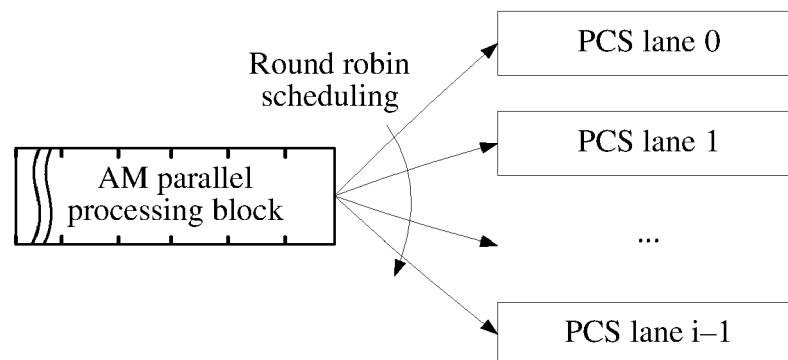 Round robin
scheduling
AM parallel
processing block
PCS lane 0
PCS lane 1
...
PCS lane i–1